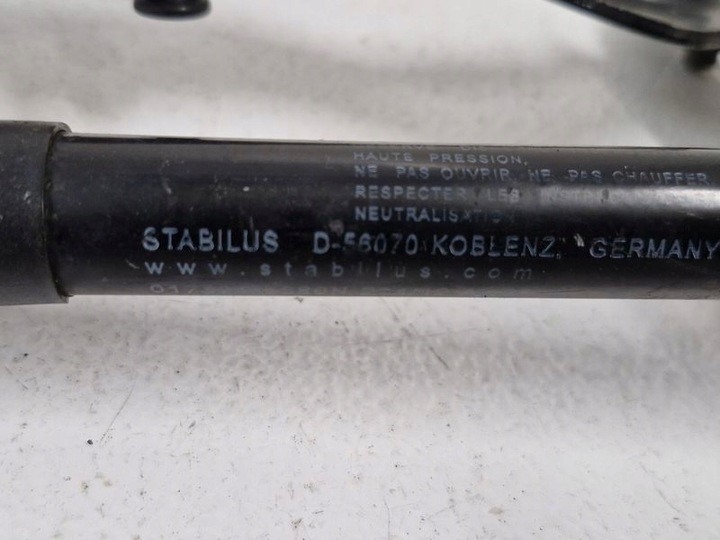 HAUTE PRESSION,
NE PAS OUVRIR, NE PAS CHAUFFER
RESPECTER LES
NEUTRALISATION
STABILUS D-56070 KOBLENZ, GERMANY
www.stabilus.com